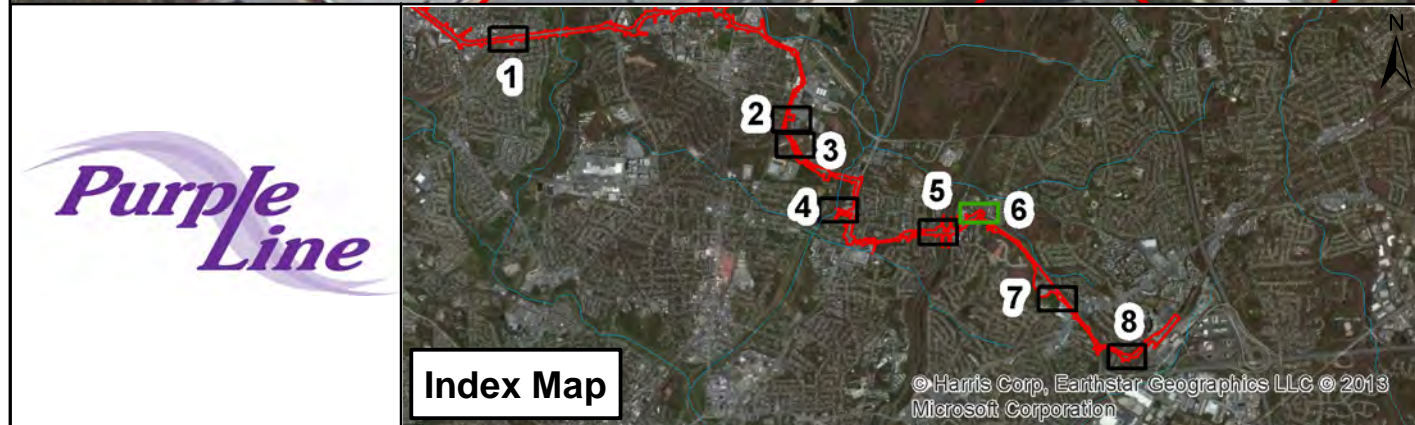 Purple
Line
N
1
2
3
4
5
6
7
8
Index Map
© Harris Corp, Earthstar Geographics LLC © 2013
Microsoft Corporation